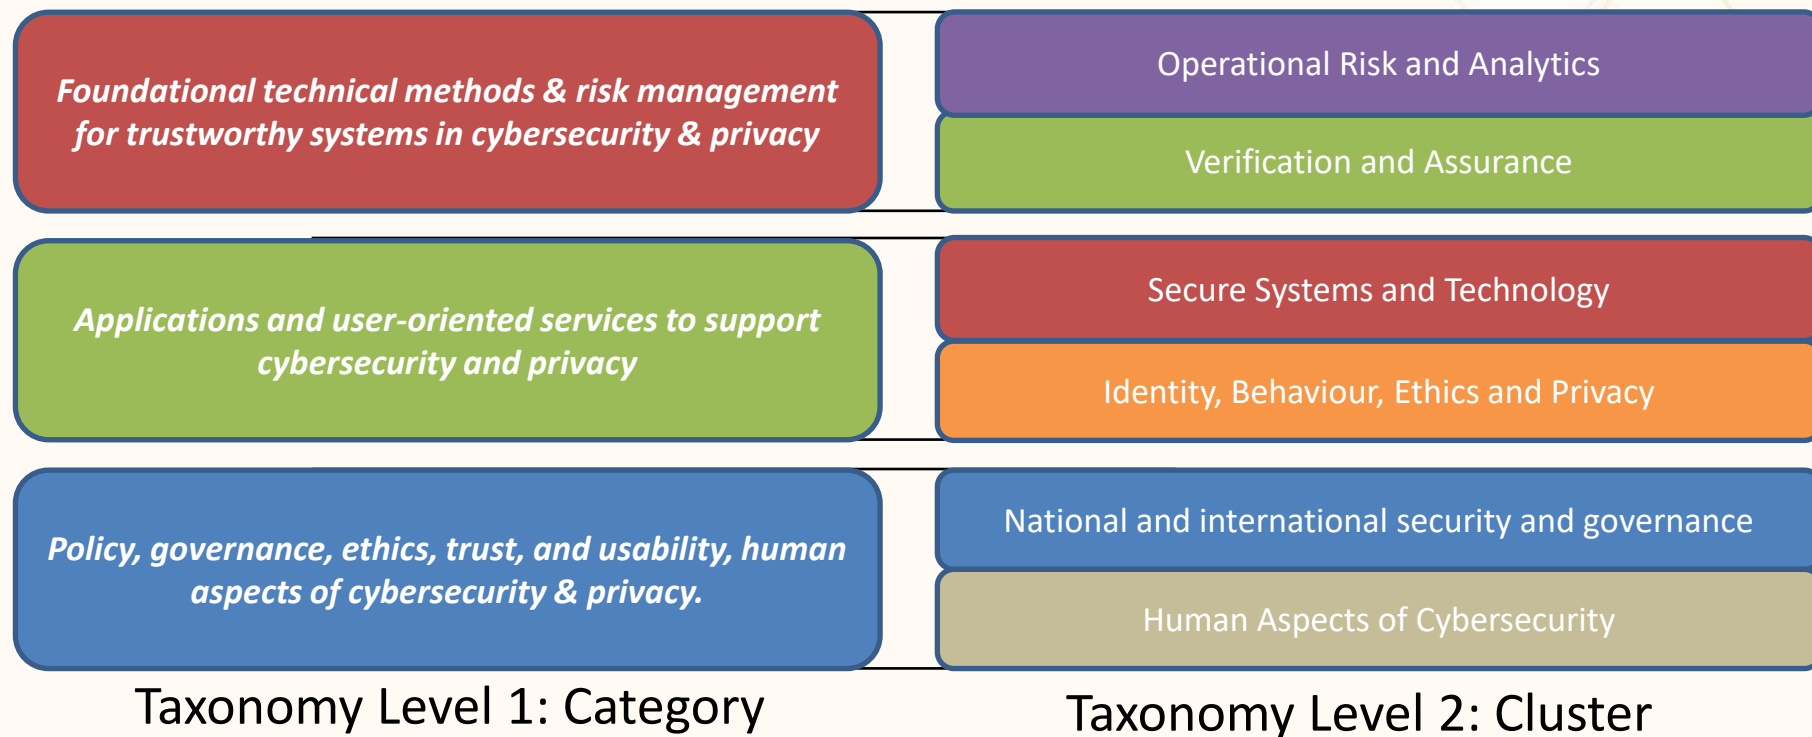 Foundational technical methods & risk management
for trustworthy systems in cybersecurity & privacy
Operational Risk and Analytics
Verification and Assurance
Applications and user-oriented services to support
cybersecurity and privacy
Secure Systems and Technology
Identity, Behaviour, Ethics and Privacy
Policy, governance, ethics, trust, and usability, human
aspects of cybersecurity & privacy.
National and international security and governance
Human Aspects of Cybersecurity
Taxonomy Level 1: Category
Taxonomy Level 2: Cluster